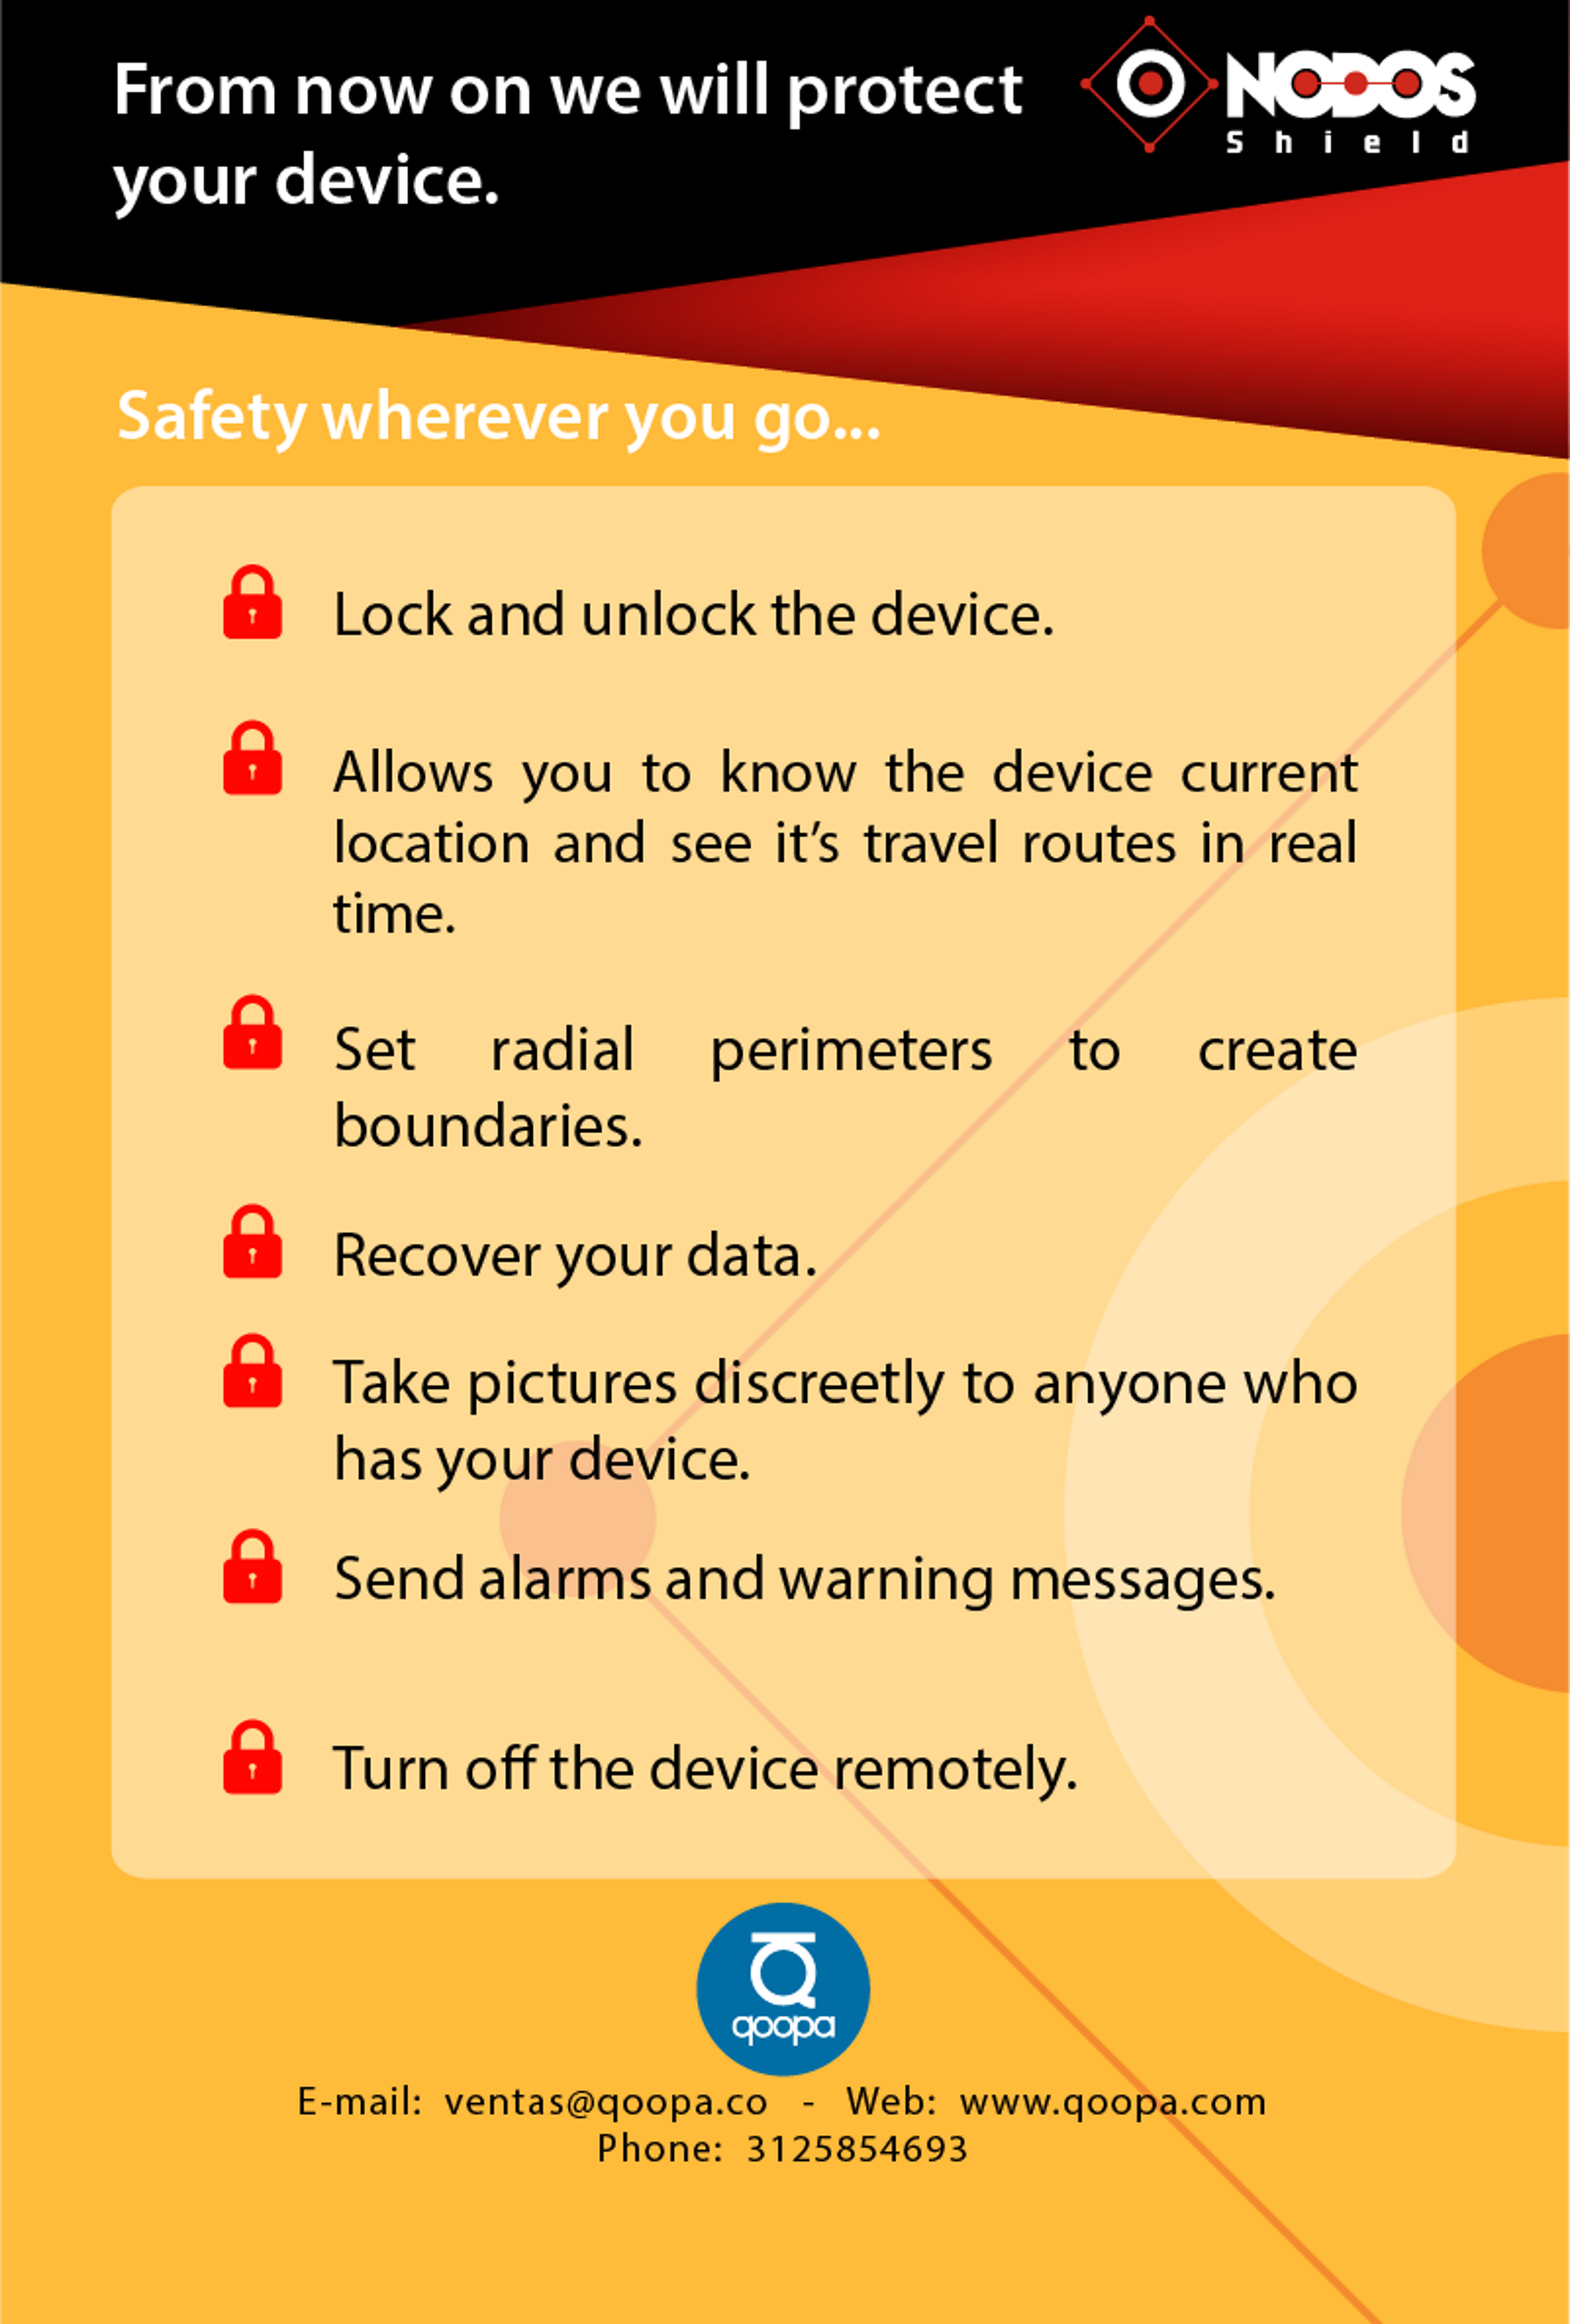 From now on we will protect
your device.
NODOS
Shield
Safety wherever you go...
Lock and unlock the device.
Allows you to know the device current
location and see it’s travel routes in real
time.
Set radial perimeters to create
boundaries.
Recover your data.
Take pictures discreetly to anyone who
has your device.
Send alarms and warning messages.
Turn off the device remotely.
qoopa
E-mail: ventas@qoopa.co - Web: www.qoopa.com
Phone: 3125854693